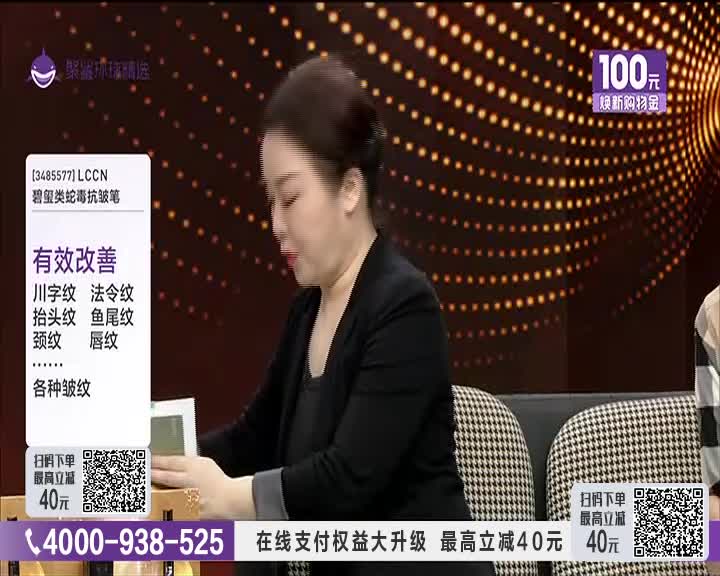 聚鲨环球精选
100元
焕新购物金
[3485577] LCCN
碧玺类蛇毒抗皱笔
有效改善
川字纹 法令纹
抬头纹 鱼尾纹
颈纹 唇纹
……
各种皱纹
扫码下单
最高立减
40元
扫码下单
最高立减
40元
4000-938-525
在线支付权益大升级 最高立减40元